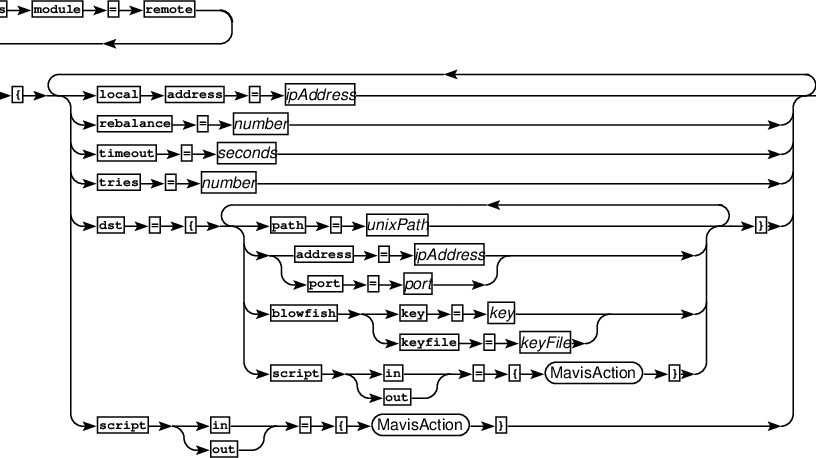 s module = remote
{ local address = ipAddress
rebalance = number
timeout = seconds
tries = number
dst = { path = unixPath }
address = ipAddress
port = port
blowfish key = key
keyfile = keyFile
script in = { MavisAction }
out
script in = { MavisAction }
out